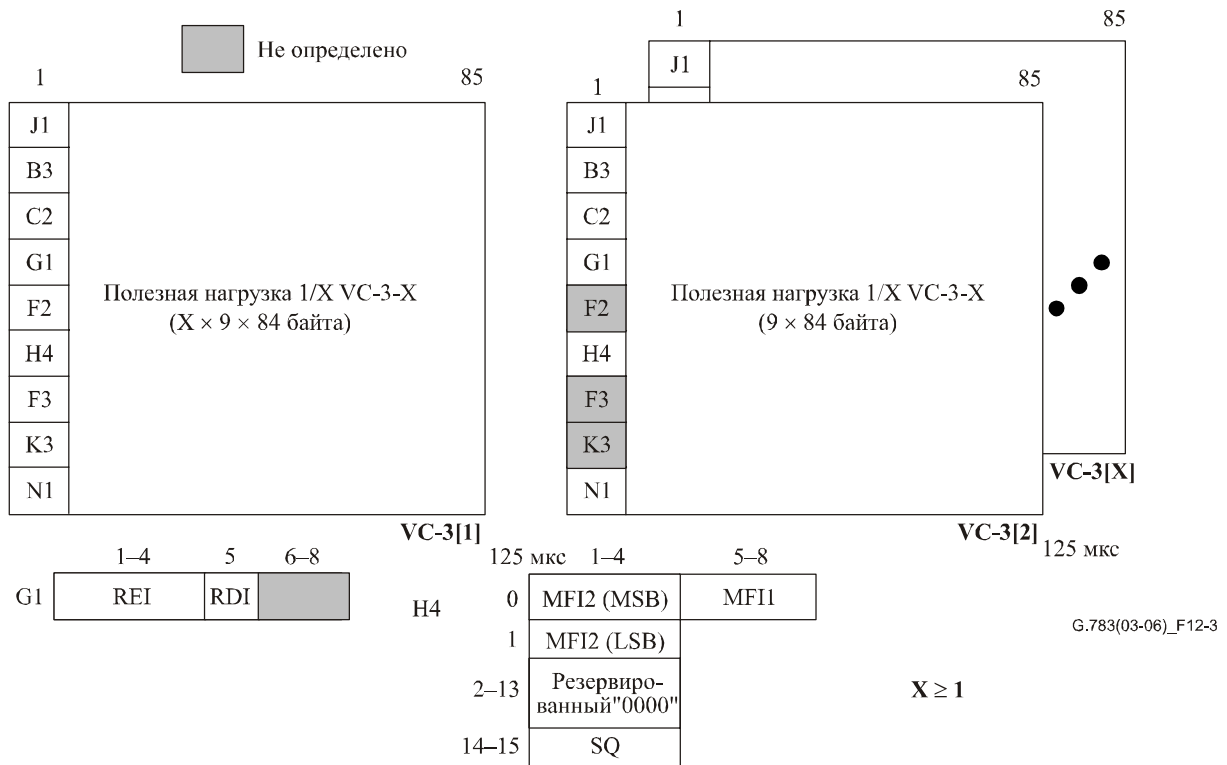 Не определено
1
85
J1
B3
C2
G1
F2
H4
F3
K3
N1
Полезная нагрузка 1/X VC-3-X
(X × 9 × 84 байта)
VC-3[1]
125 мкс
1
85
J1
VC-3[X]
125 мкс
1
85
J1
B3
C2
G1
F2
H4
F3
K3
N1
Полезная нагрузка 1/X VC-3-X
(9 × 84 байта)
VC-3[2]
1–4
5
6–8
G1
REI
RDI
1–4
5–8
H4
0
MFI2 (MSB)
MFI1
1
MFI2 (LSB)
2–13
Резервиро-
ванный"0000"
14–15
SQ
X ≥ 1
G.783(03-06)_F12-3